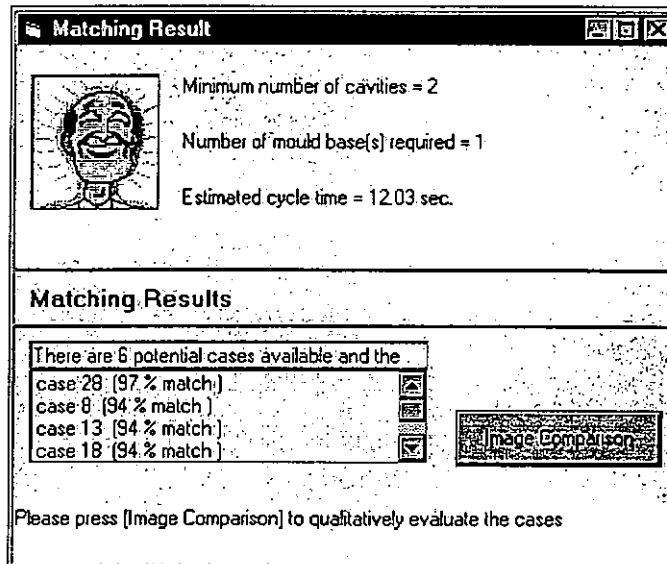 Matching Result
Minimum number of cavities = 2
Number of mould base(s) required = 1
Estimated cycle time = 12.03 sec.
Matching Results
There are 6 potential cases available and the
case 28 (97 % match )
case 8 (94 % match )
case 13 (94 % match )
case 18 (94 % match )
Image Comparison
Please press [Image Comparison] to qualitatively evaluate the cases